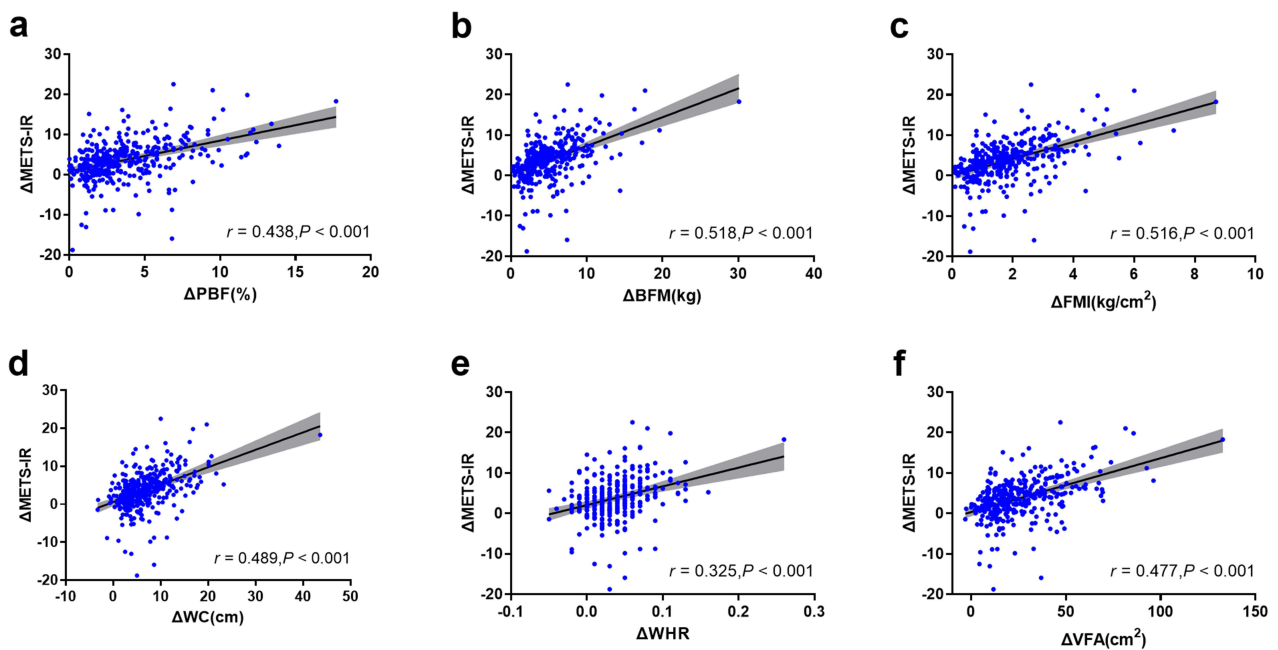 a
30
20
10
0
-10
-20
ΔMETS-IR
r = 0.438,P < 0.001
0 5 10 15 20
ΔPBF(%)
b
30
20
10
0
-10
-20
ΔMETS-IR
r = 0.518,P < 0.001
0 10 20 30 40
ΔBFM(kg)
c
30
20
10
0
-10
-20
ΔMETS-IR
r = 0.516,P < 0.001
0 2 4 6 8 10
ΔFMI(kg/cm²)
d
30
20
10
0
-10
-20
ΔMETS-IR
r = 0.489,P < 0.001
-10 0 10 20 30 40 50
ΔWC(cm)
e
30
20
10
0
-10
-20
ΔMETS-IR
r = 0.325,P < 0.001
-0.1 0.0 0.1 0.2 0.3
ΔWHR
f
30
20
10
0
-10
-20
ΔMETS-IR
r = 0.477,P < 0.001
0 50 100 150
ΔVFA(cm²)